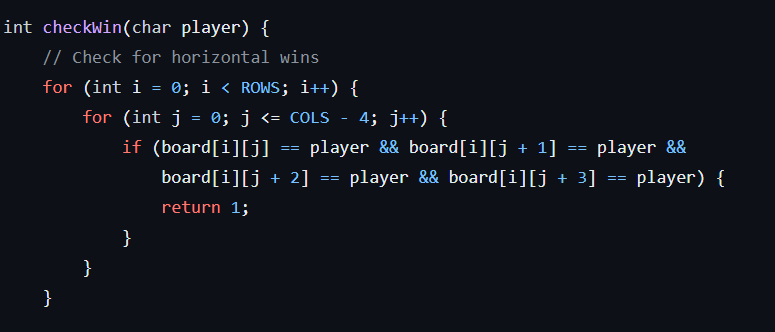 int checkWin(char player) {
    // Check for horizontal wins
    for (int i = 0; i < ROWS; i++) {
        for (int j = 0; j <= COLS - 4; j++) {
            if (board[i][j] == player && board[i][j + 1] == player &&
                board[i][j + 2] == player && board[i][j + 3] == player) {
                return 1;
            }
        }
    }